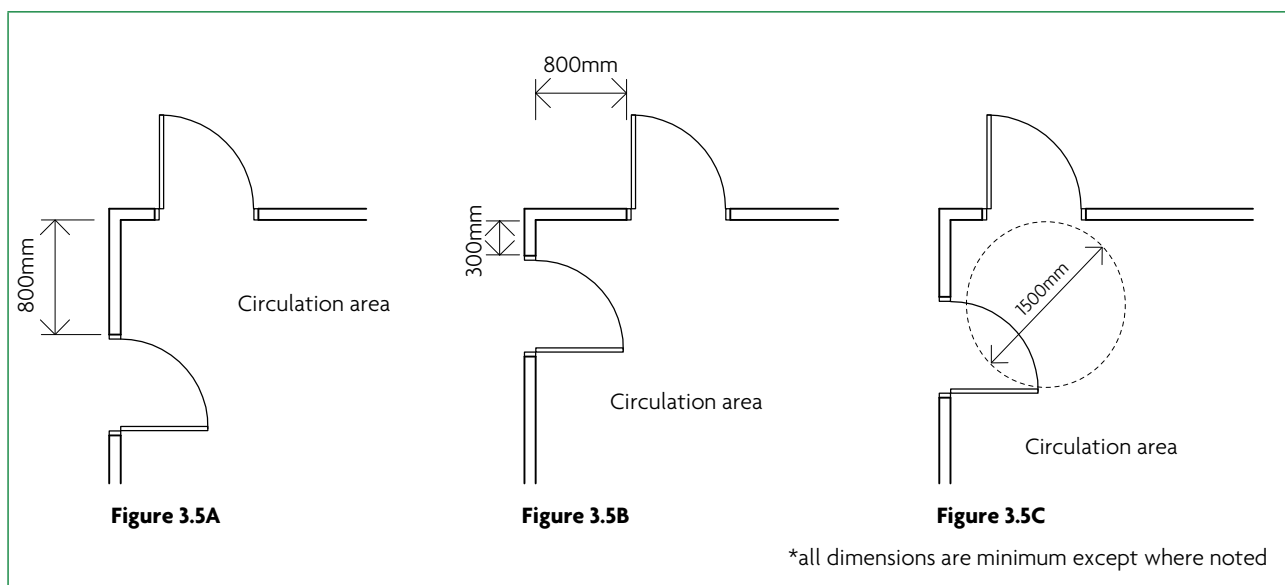 800mm
Circulation area
Figure 3.5A
800mm
300mm
Circulation area
Figure 3.5B
1500mm
Circulation area
Figure 3.5C
*all dimensions are minimum except where noted